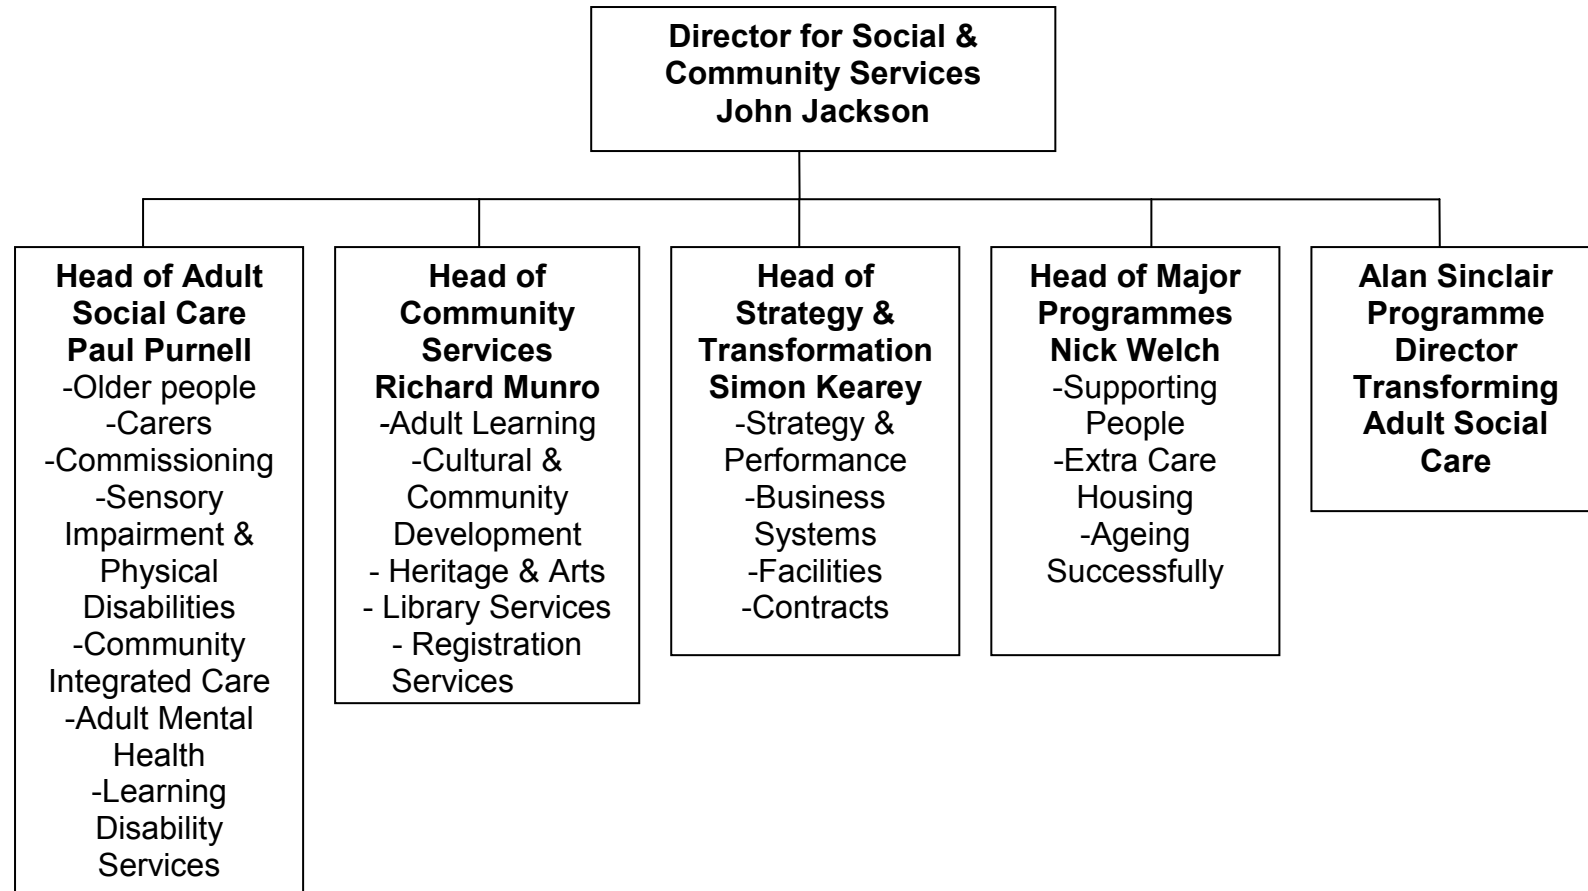 Director for Social &
Community Services
John Jackson
Head of Adult
Social Care
Paul Purnell
-Older people
-Carers
-Commissioning
-Sensory
Impairment &
Physical
Disabilities
-Community
Integrated Care
-Adult Mental
Health
-Learning
Disability
Services
Head of
Community
Services
Richard Munro
-Adult Learning
-Cultural &
Community
Development
- Heritage & Arts
- Library Services
- Registration
Services
Head of
Strategy &
Transformation
Simon Kearey
-Strategy &
Performance
-Business
Systems
-Facilities
-Contracts
Head of Major
Programmes
Nick Welch
-Supporting
People
-Extra Care
Housing
-Ageing
Successfully
Alan Sinclair
Programme
Director
Transforming
Adult Social
Care